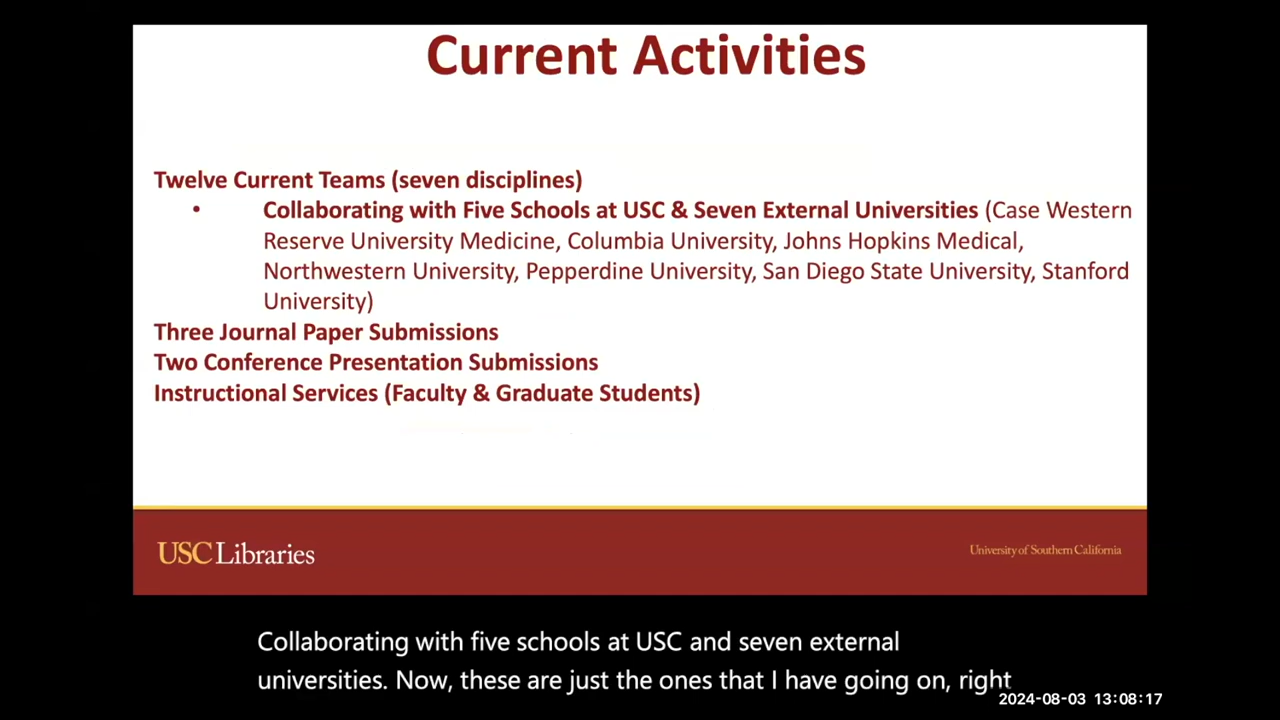 Current Activities
Twelve Current Teams (seven disciplines)
• Collaborating with Five Schools at USC & Seven External Universities (Case Western
Reserve University Medicine, Columbia University, Johns Hopkins Medical,
Northwestern University, Pepperdine University, San Diego State University, Stanford
University)
Three Journal Paper Submissions
Two Conference Presentation Submissions
Instructional Services (Faculty & Graduate Students)
USC Libraries
University of Southern California
Collaborating with five schools at USC and seven external
universities. Now, these are just the ones that I have going on, right
2024-08-03 13:08:17